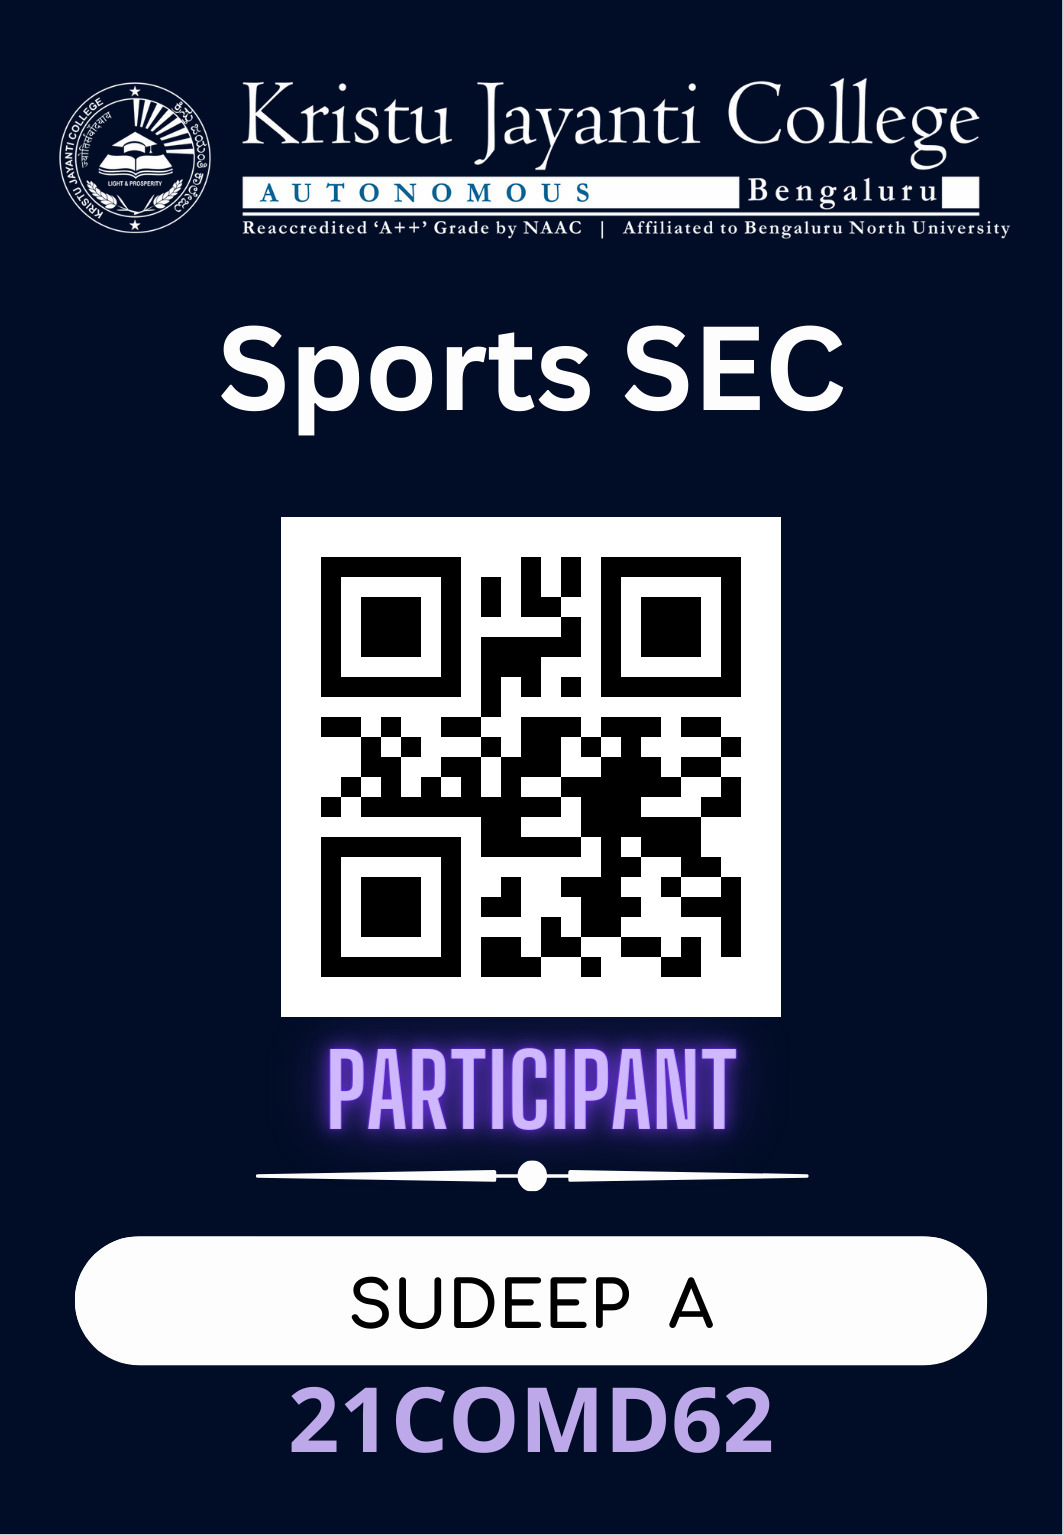 KRISTU JAYANTI COLLEGE
LIGHT & PROSPERITY
Kristu Jayanti College
AUTONOMOUS Bengaluru
Reaccredited ‘A++’ Grade by NAAC | Affiliated to Bengaluru North University
Sports SEC
PARTICIPANT
SUDEEP A
21COMD62